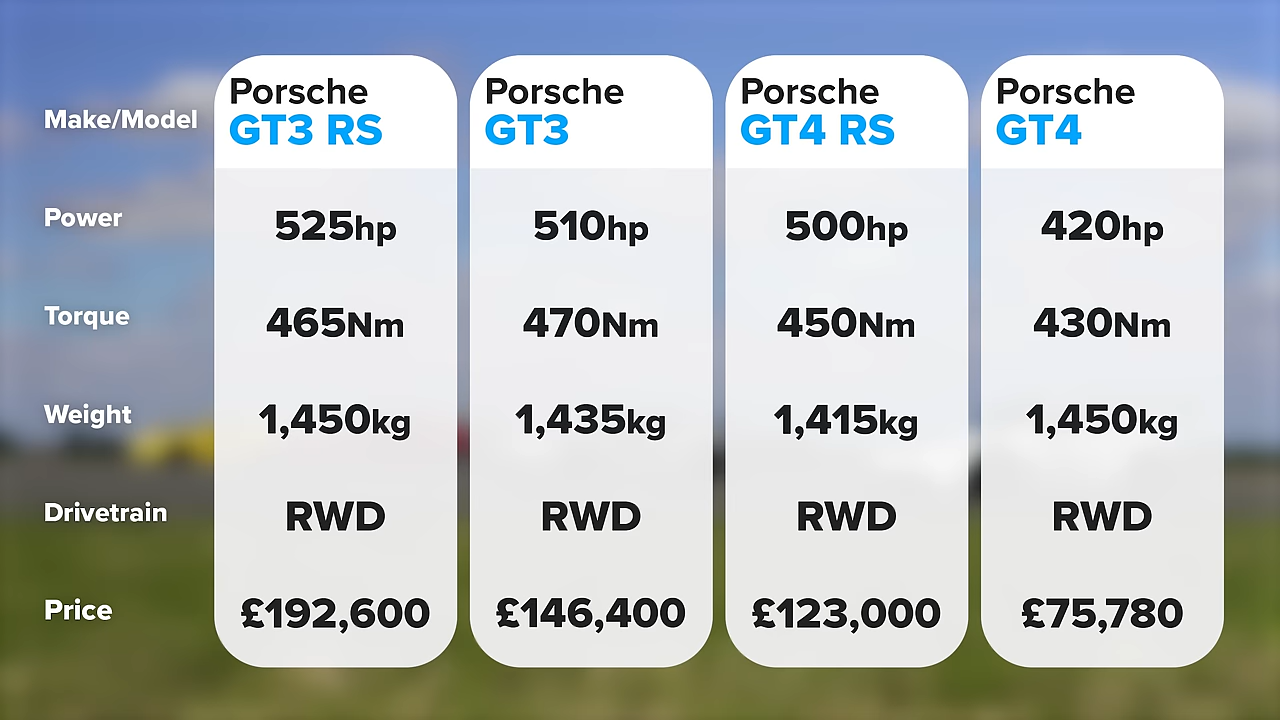 Make/Model
Porsche
GT3 RS
Porsche
GT3
Porsche
GT4 RS
Porsche
GT4
Power
525hp
510hp
500hp
420hp
Torque
465Nm
470Nm
450Nm
430Nm
Weight
1,450kg
1,435kg
1,415kg
1,450kg
Drivetrain
RWD
RWD
RWD
RWD
Price
£192,600
£146,400
£123,000
£75,780